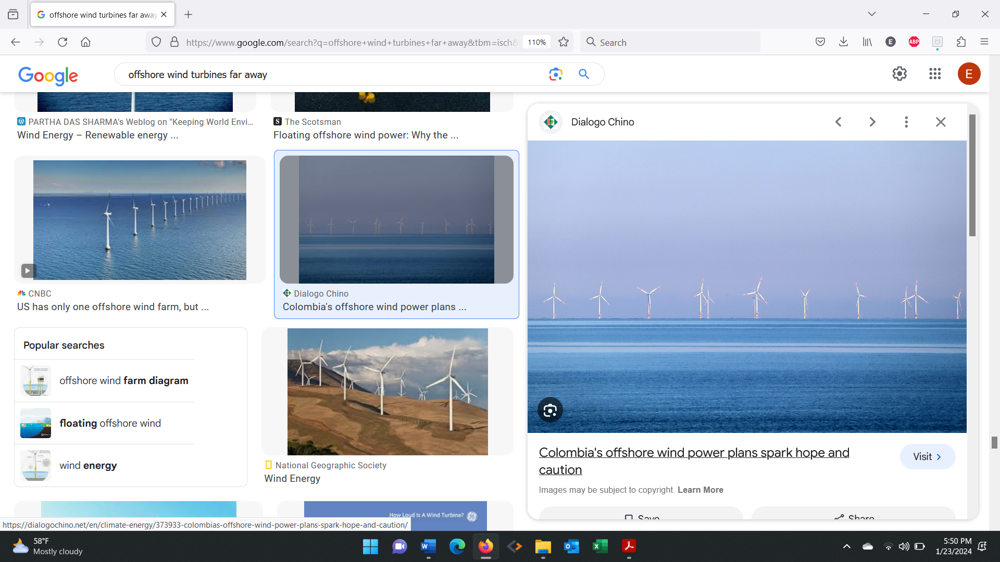 offshore wind turbines far away
https://www.google.com/search?q=offshore+wind+turbines+far+away&tbm=isch&
110%
Search
E
ABP
Google
offshore wind turbines far away
E
PARTHA DAS SHARMA's Weblog on "Keeping World Envi...
Wind Energy – Renewable energy ...
S The Scotsman
Floating offshore wind power: Why the ...
CNBC
US has only one offshore wind farm, but ...
Dialogo Chino
Colombia's offshore wind power plans ...
Popular searches
offshore wind farm diagram
floating offshore wind
wind energy
National Geographic Society
Wind Energy
How Loud Is A Wind Turbine?
Dialogo Chino
Colombia's offshore wind power plans spark hope and
caution
Visit
Images may be subject to copyright. Learn More
Save
Share
https://dialogochino.net/en/climate-energy/373933-colombias-offshore-wind-power-plans-spark-hope-and-caution/
58°F
Mostly cloudy
5:50 PM
1/23/2024